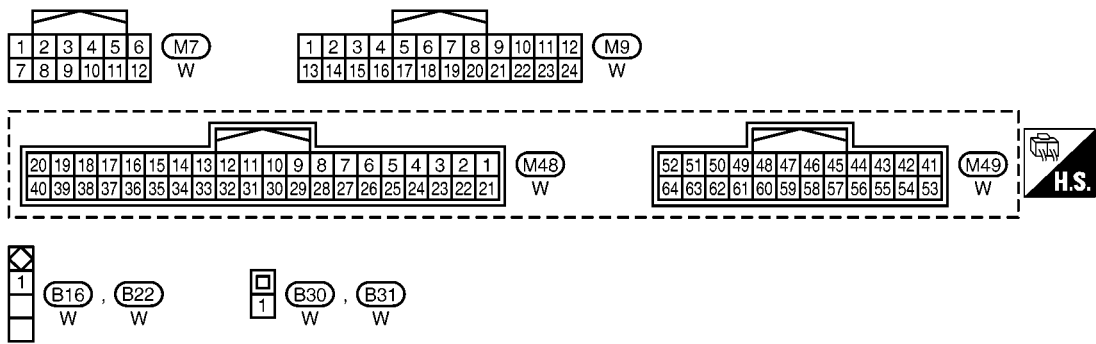 1 2 3 4 5 6 M7
7 8 9 10 11 12 W
1 2 3 4 5 6 7 8 9 10 11 12 M9
13 14 15 16 17 18 19 20 21 22 23 24 W
20 19 18 17 16 15 14 13 12 11 10 9 8 7 6 5 4 3 2 1 M48
40 39 38 37 36 35 34 33 32 31 30 29 28 27 26 25 24 23 22 21 W
52 51 50 49 48 47 46 45 44 43 42 41 M49
64 63 62 61 60 59 58 57 56 55 54 53 W
H.S.
1 B16 , B22
W W
1 B30 , B31
W W